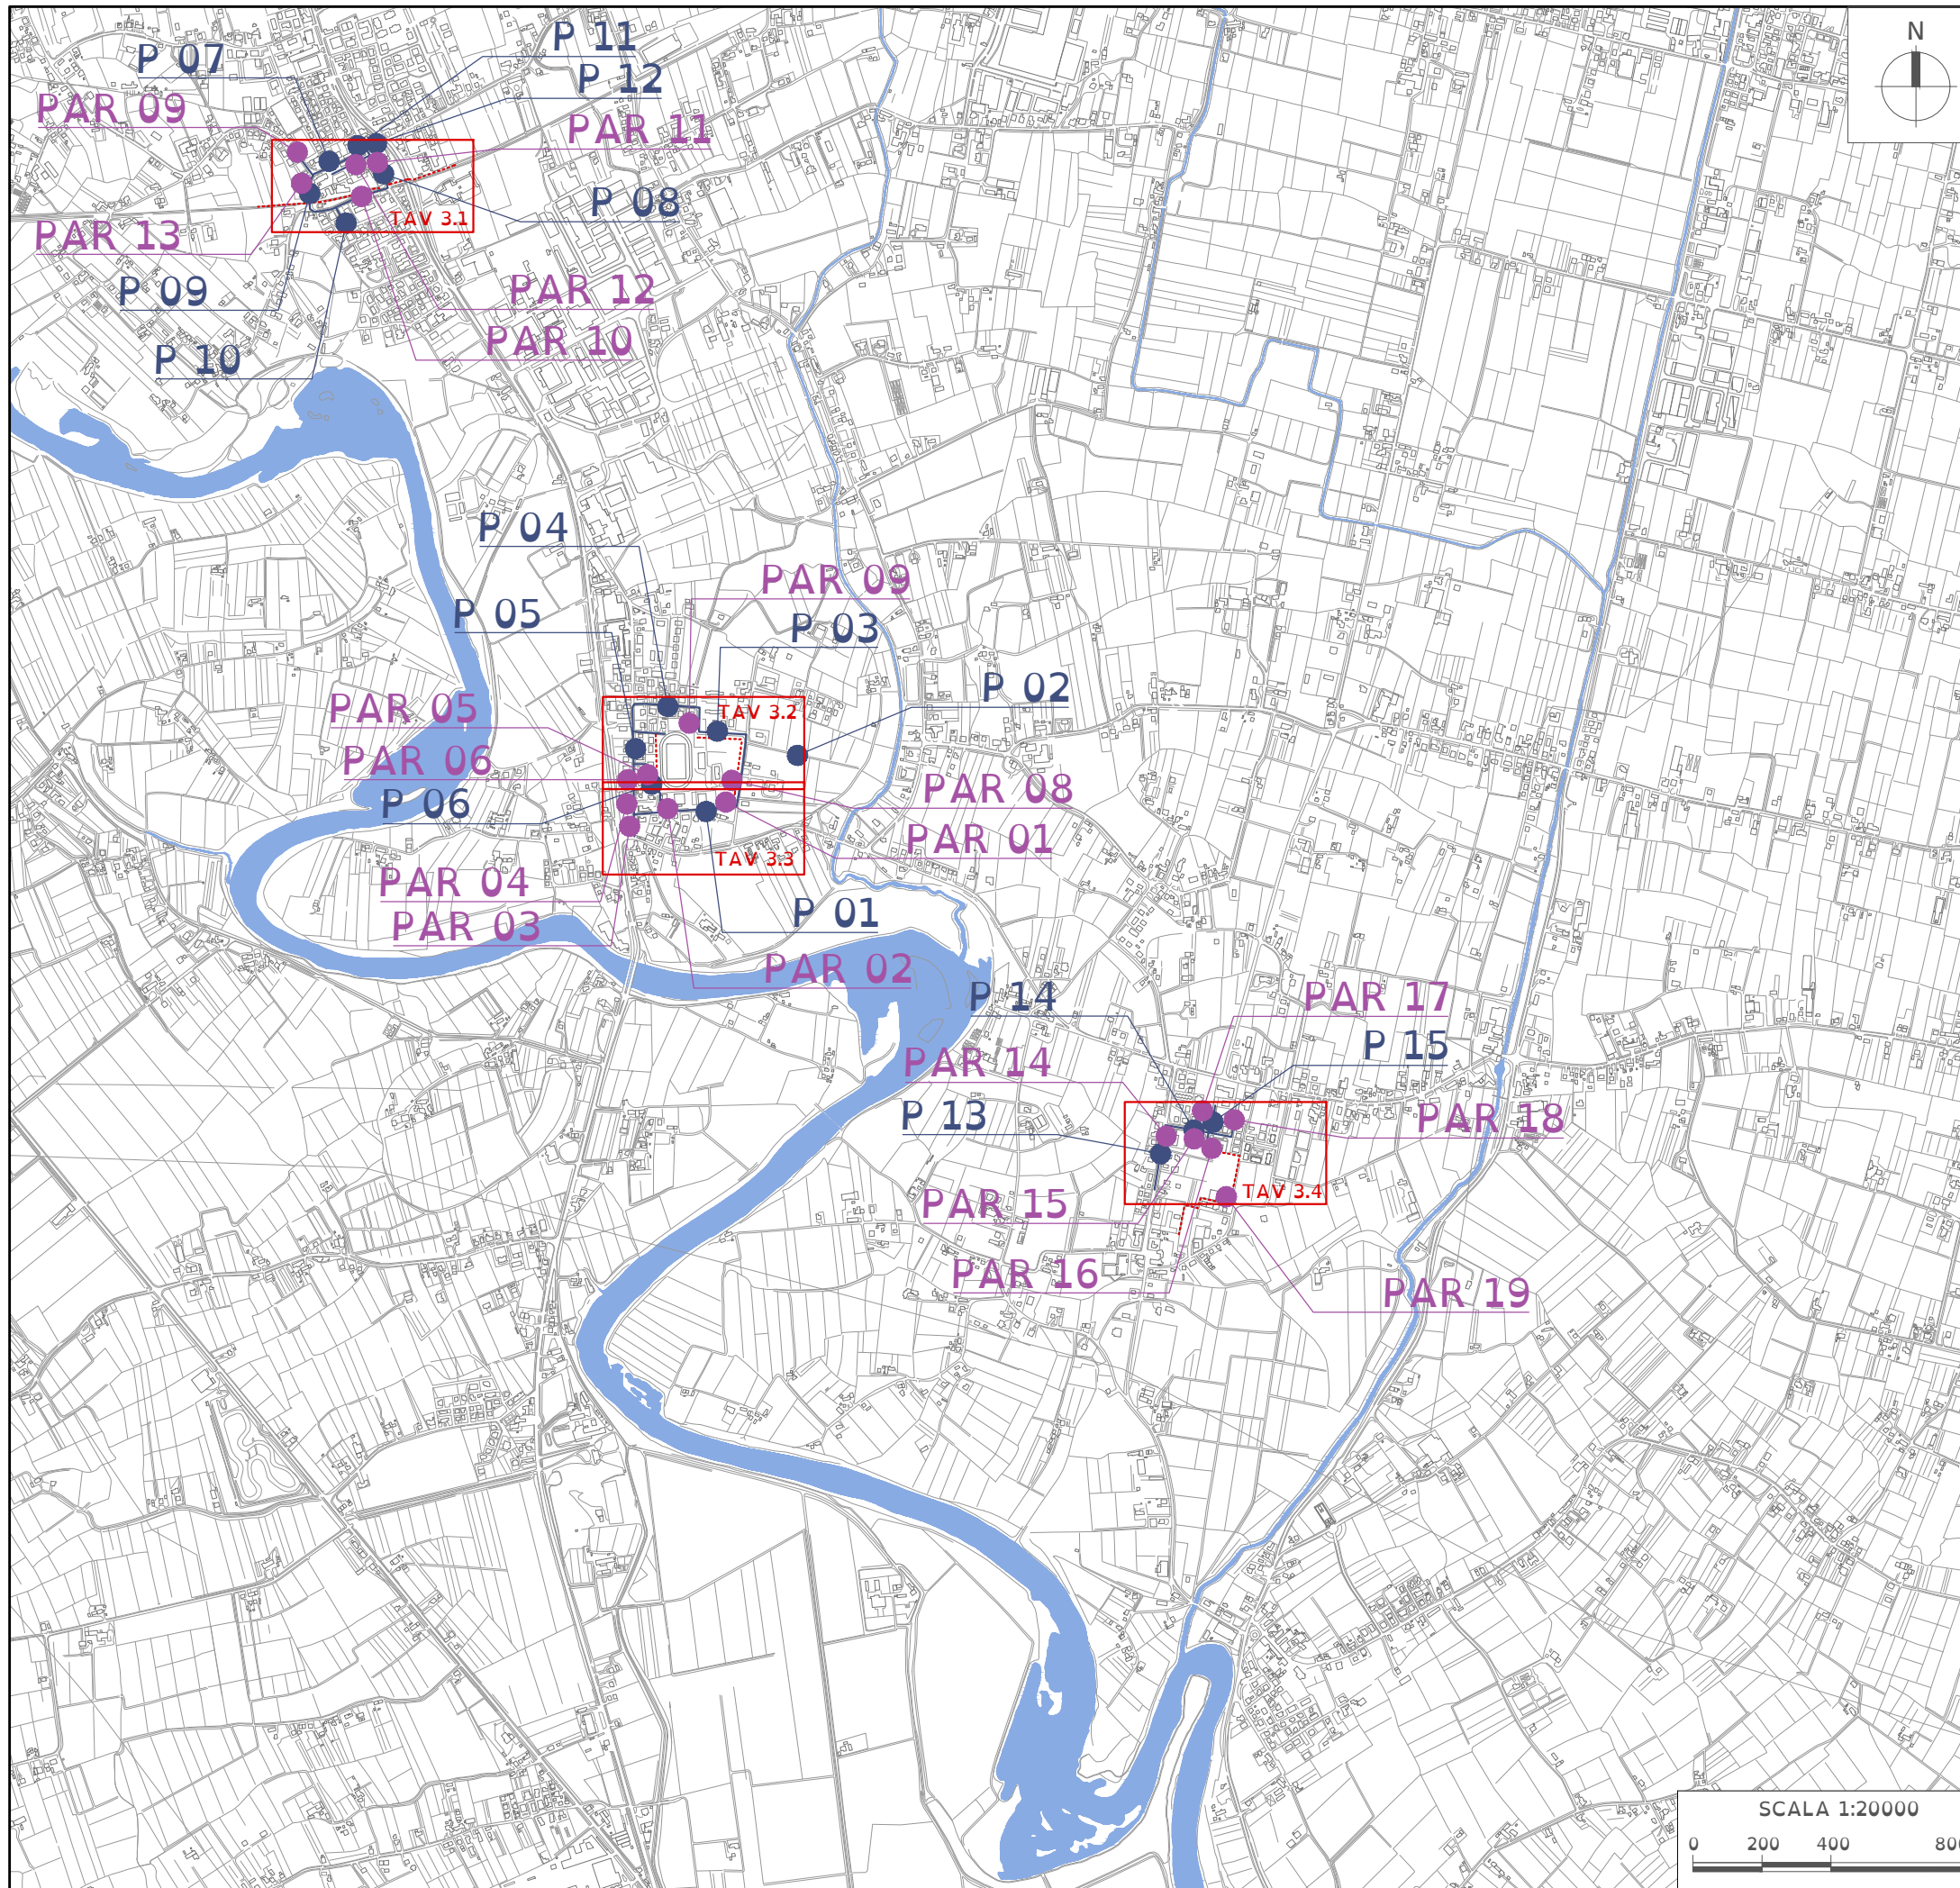 P 11
N
P 07
P 12
PAR 09
PAR 11
P 08
TAV 3.1
PAR 13
P 09
PAR 12
PAR 10
P 10
P 04
PAR 09
P 05
P 03
P 02
PAR 05
TAV 3.2
PAR 06
PAR 08
P 06
PAR 01
TAV 3.3
PAR 04
P 01
PAR 03
PAR 02
P 14
PAR 17
P 15
PAR 14
P 13
PAR 18
TAV 3.4
PAR 15
PAR 16
PAR 19
SCALA 1:20000
0 200 400 80